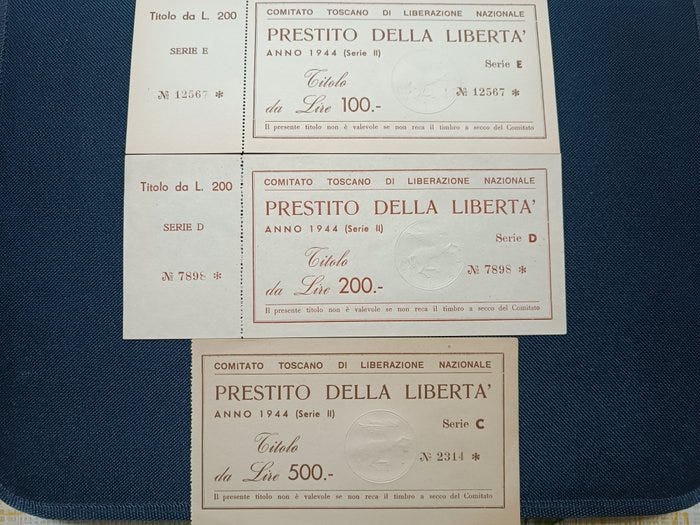 Titolo da L. 200
SERIE E
№ 12567 *
COMITATO TOSCANO DI LIBERAZIONE NAZIONALE
PRESTITO DELLA LIBERTA'
ANNO 1944 (Serie II)
Serie E
Titolo
№ 12567 *
da Lire 100.-
Il presente titolo non è valevole se non reca il timbro a secco del Comitato
Titolo da L. 200
SERIE D
№ 7898 *
COMITATO TOSCANO DI LIBERAZIONE NAZIONALE
PRESTITO DELLA LIBERTA'
ANNO 1944 (Serie II)
Serie D
Titolo
№ 7898 *
da Lire 200.-
Il presente titolo non è valevole se non reca il timbro a secco del Comitato
COMITATO TOSCANO DI LIBERAZIONE NAZIONALE
PRESTITO DELLA LIBERTA'
ANNO 1944 (Serie II)
Serie C
Titolo
№ 2314 *
da Lire 500.-
Il presente titolo non è valevole se non reca il timbro a secco del Comitato